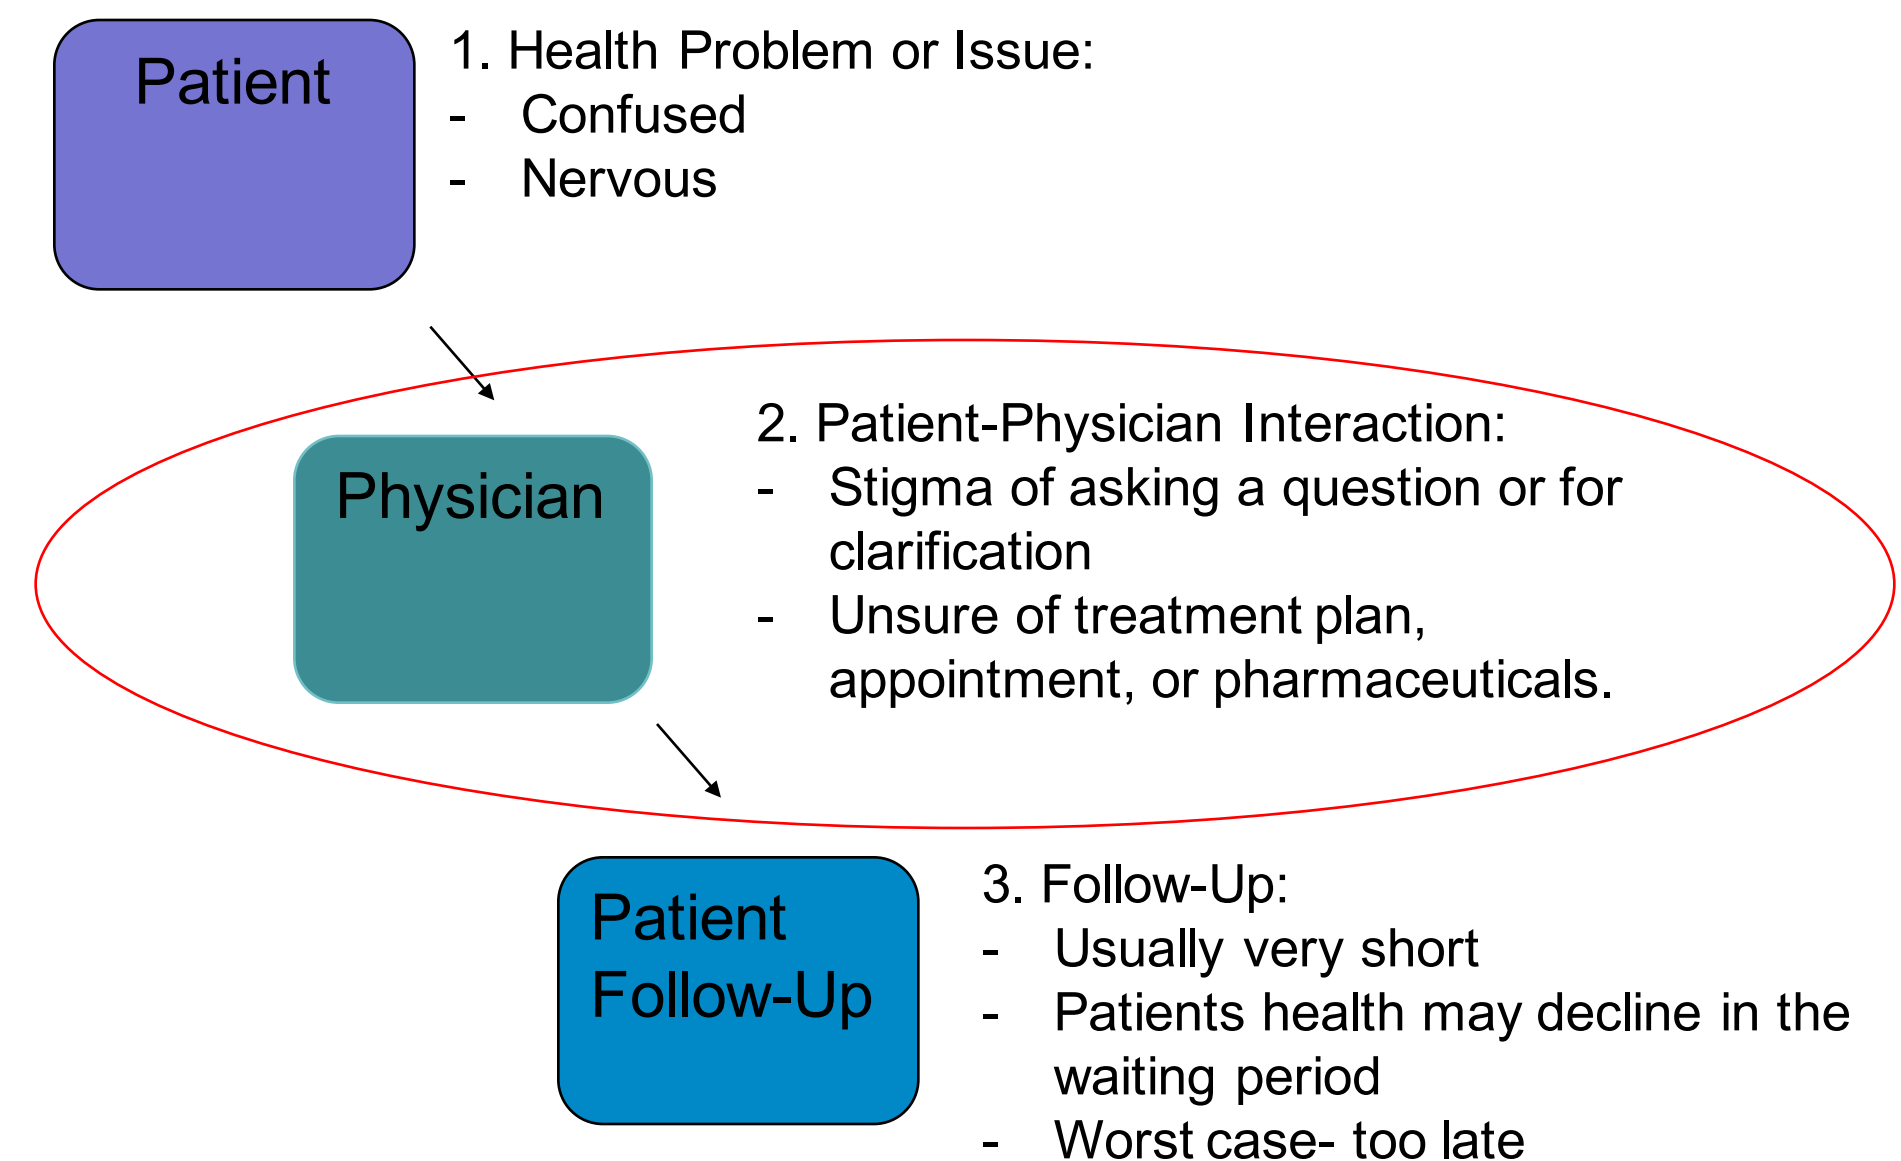 Patient
1. Health Problem or Issue:
- Confused
- Nervous
Physician
2. Patient-Physician Interaction:
- Stigma of asking a question or for
clarification
- Unsure of treatment plan,
appointment, or pharmaceuticals.
Patient
Follow-Up
3. Follow-Up:
- Usually very short
- Patients health may decline in the
waiting period
- Worst case- too late